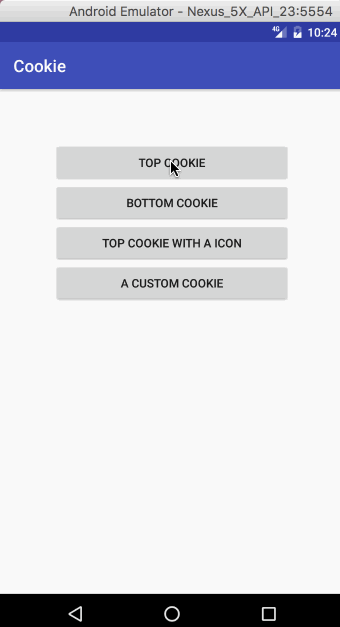 Android Emulator - Nexus_5X_API_23:5554
4G 10:24
Cookie
TOP COOKIE
BOTTOM COOKIE
TOP COOKIE WITH A ICON
A CUSTOM COOKIE